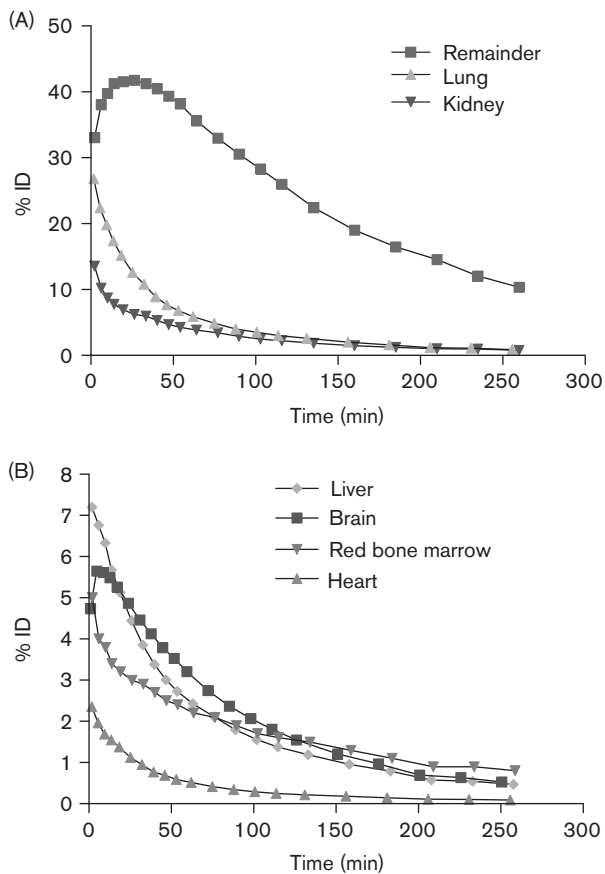 (A)
50
40
30
20
10
0
% ID
Remainder
Lung
Kidney
0 50 100 150 200 250 300
Time (min)
(B)
8
7
6
5
4
3
2
1
0
% ID
Liver
Brain
Red bone marrow
Heart
0 50 100 150 200 250 300
Time (min)